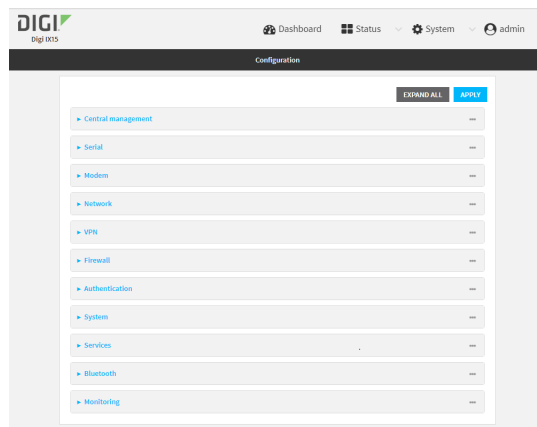 DIGI
Digi IX15
Dashboard Status System admin
Configuration
EXPAND ALL APPLY
Central management
Serial
Modem
Network
VPN
Firewall
Authentication
System
Services
Bluetooth
Monitoring